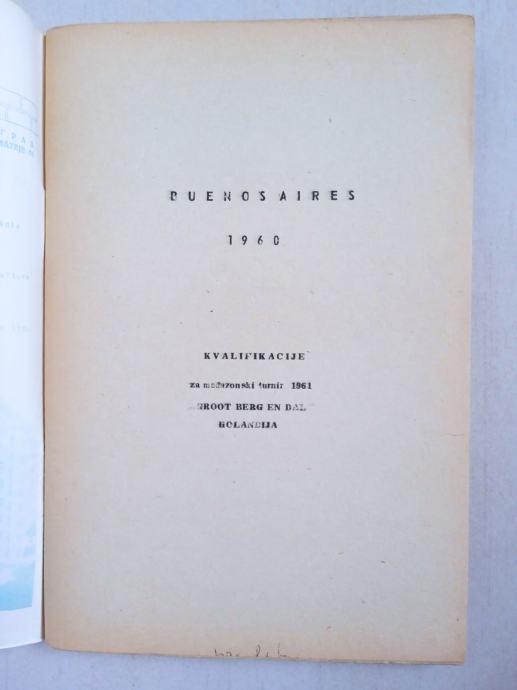 BUENOS AIRES
1960
KVALIFIKACIJE
za međuzonski turnir 1961
GROOT BERG EN DAL
HOLANDIJA